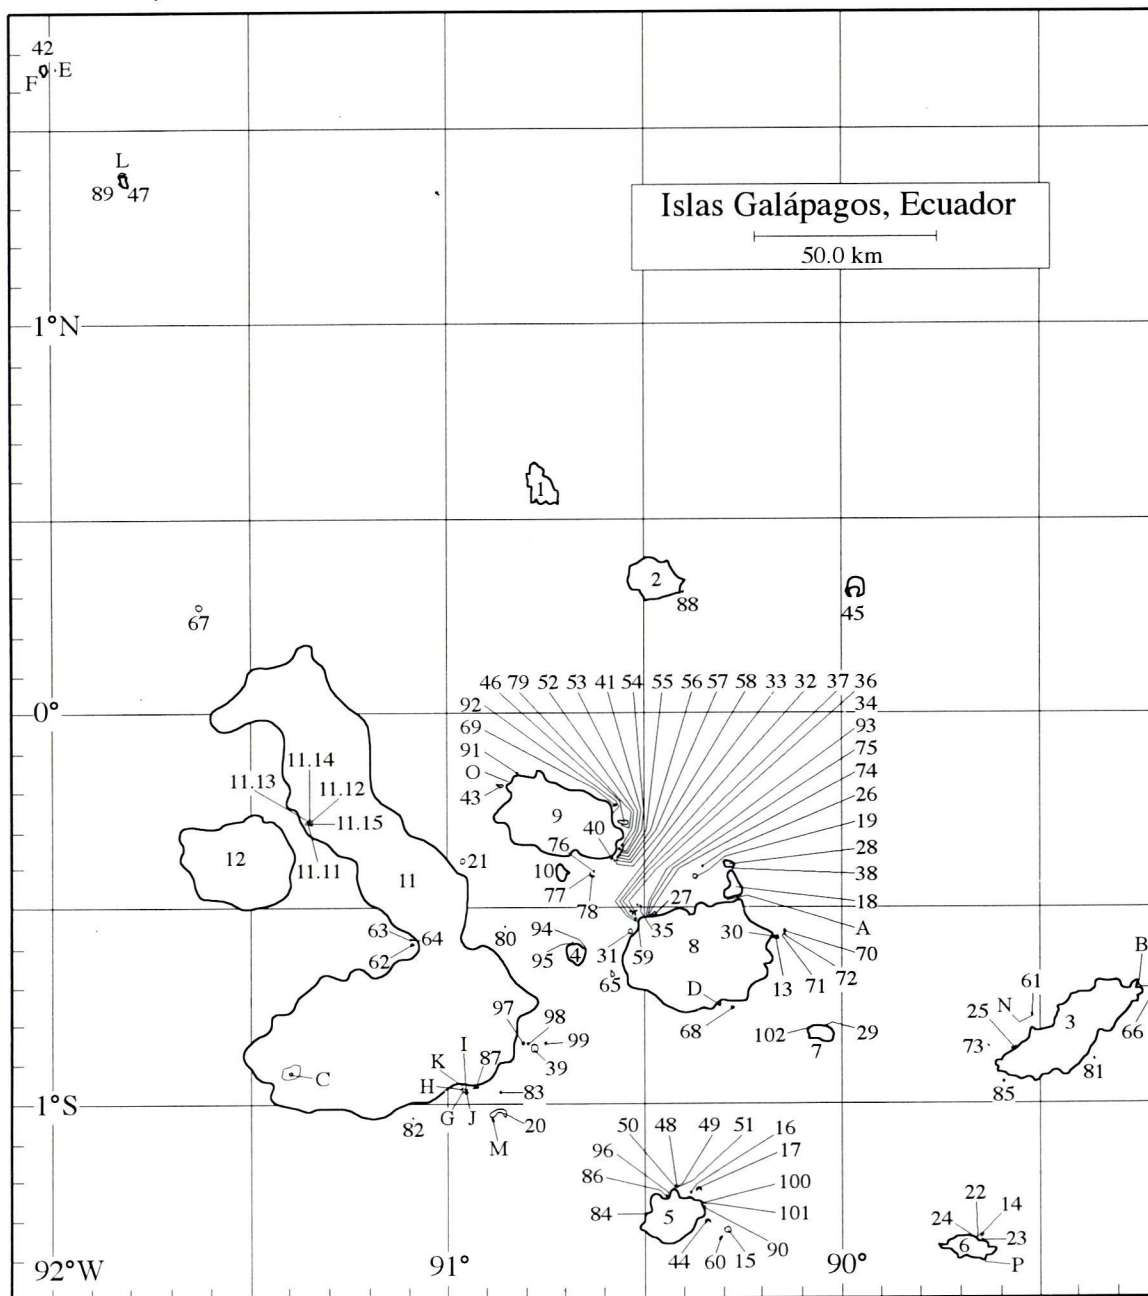 42
F E
L
89 47
Islas Galápagos, Ecuador
50.0 km
1°N
1
2
88
45
67
46 79 52 53 41 54 55 56 57 58 33 32 37 36
92 34
0°
69 93
91 75
11.14 O 74
11.13 11.12 43 26
11.15 9 40 19
76 28
12 21 10 38
11.11 11 77 18
78 27
35 A
63 64 94 30 70
80 4 31 59 8 72
62 95 65 13 71
B
D 61
97 98 68 N
25 3 66
I 99 102 29
K 87 39 7 73
C H 83 81
1°S G J 85
82 20
M
50 48 49 51 16
96 17
86 100
84 5 101
22 14
24
90 23
44 60 15 6
P
92°W 91° 90°